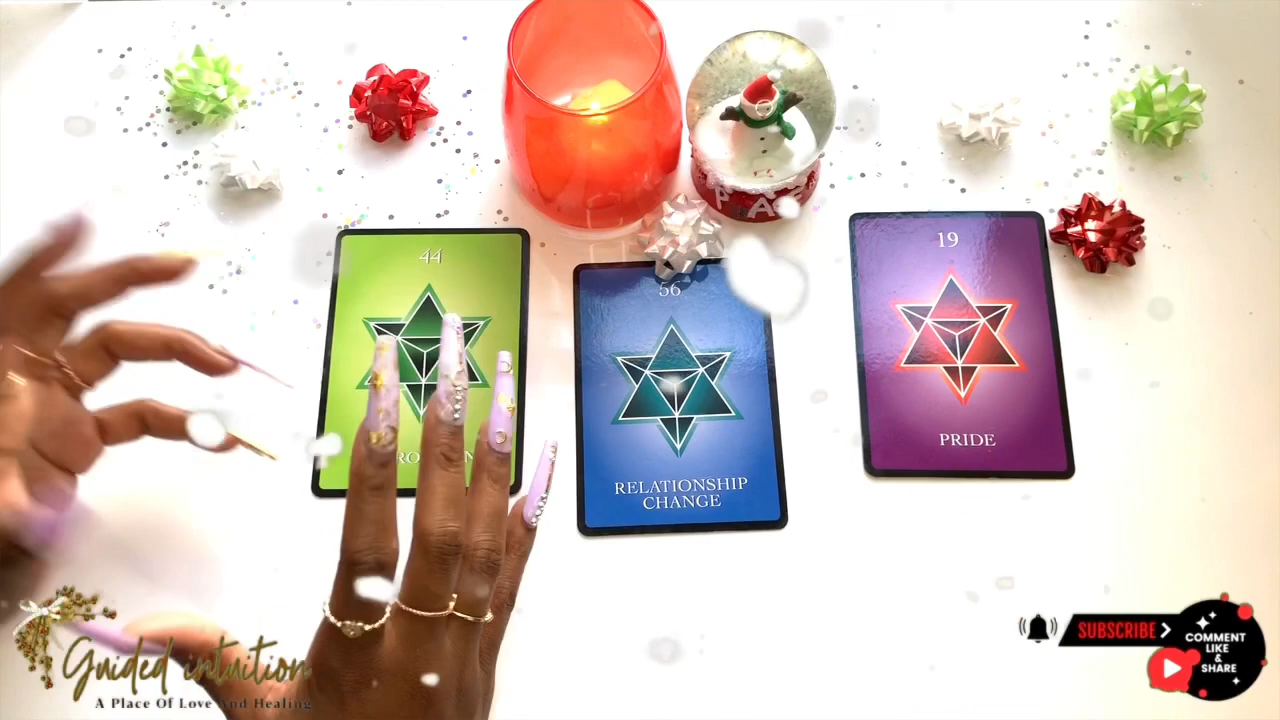 44
56
19
RELATIONSHIP
CHANGE
PRIDE
SUBSCRIBE
COMMENT
LIKE
&
SHARE
Guided intuition
A Place Of Love And Healing